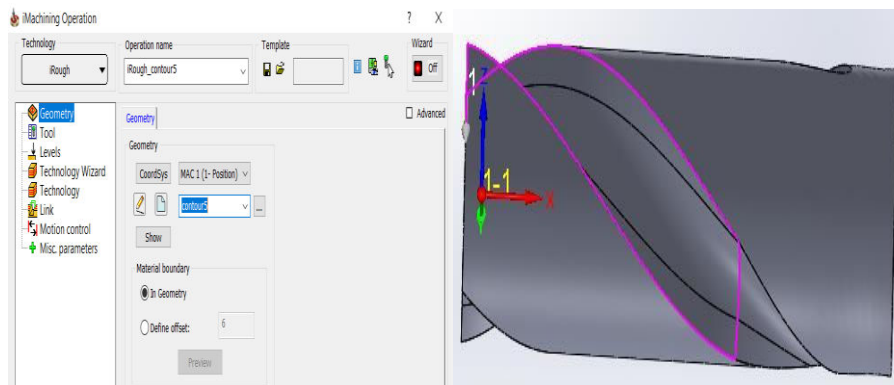 iMachining Operation ? X
Technology Operation name Template Wizard
iRough iRough_contour5 Off
Geometry
Tool
Levels
Technology Wizard
Technology
Link
Motion control
Misc. parameters
Geometry Advanced
Geometry
CoordSys MAC 1 (1- Position)
contour5 ...
Show
Material boundary
In Geometry
Define offset: 6
Preview
1 Z
1-1 X